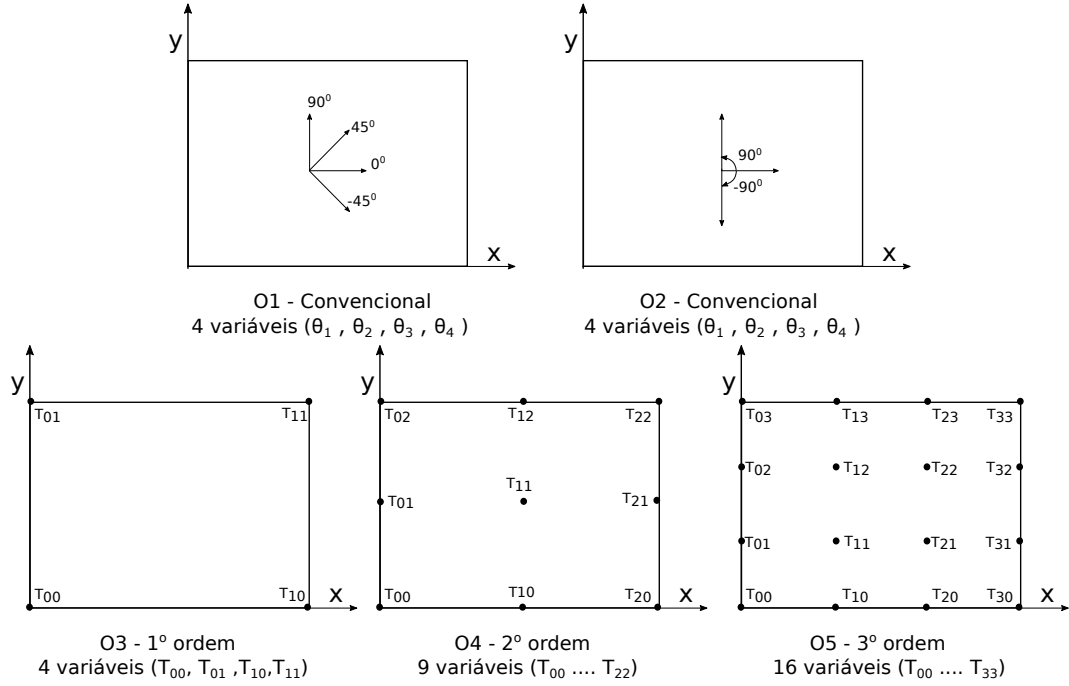 y
90⁰
45⁰
0⁰
-45⁰
x
O1 - Convencional
4 variáveis (θ₁ , θ₂ , θ₃ , θ₄ )
y
90⁰
-90⁰
x
O2 - Convencional
4 variáveis (θ₁ , θ₂ , θ₃ , θ₄ )
y
T₀₁ T₁₁
T₀₀ T₁₀
x
O3 - 1º ordem
4 variáveis (T₀₀, T₀₁ ,T₁₀,T₁₁)
y
T₀₂ T₁₂ T₂₂
T₀₁ T₁₁ T₂₁
T₀₀ T₁₀ T₂₀
x
O4 - 2º ordem
9 variáveis (T₀₀ .... T₂₂)
y
T₀₃ T₁₃ T₂₃ T₃₃
T₀₂ T₁₂ T₂₂ T₃₂
T₀₁ T₁₁ T₂₁ T₃₁
T₀₀ T₁₀ T₂₀ T₃₀
x
O5 - 3º ordem
16 variáveis (T₀₀ .... T₃₃)